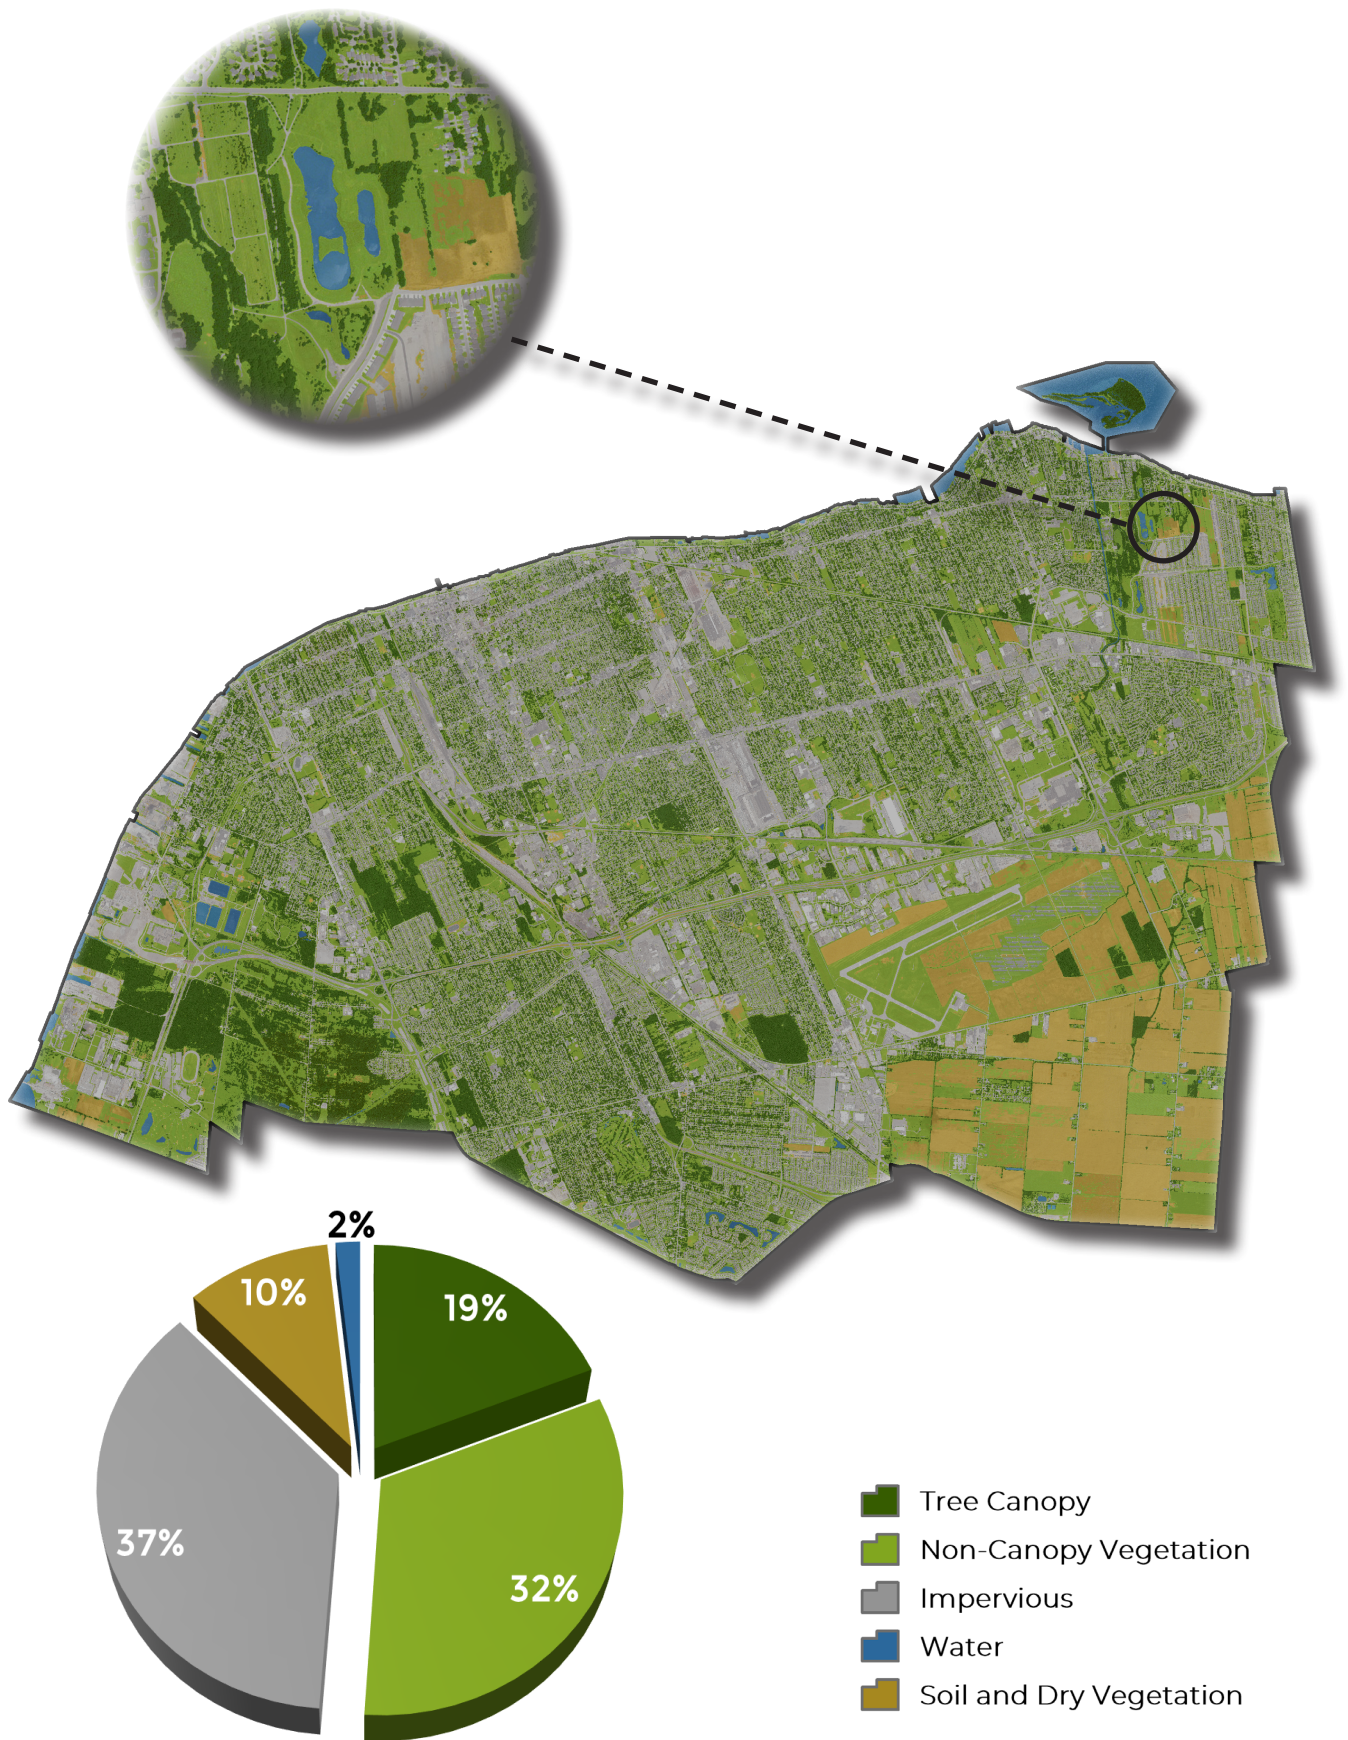 2%
10%
19%
37%
32%
Tree Canopy
Non-Canopy Vegetation
Impervious
Water
Soil and Dry Vegetation